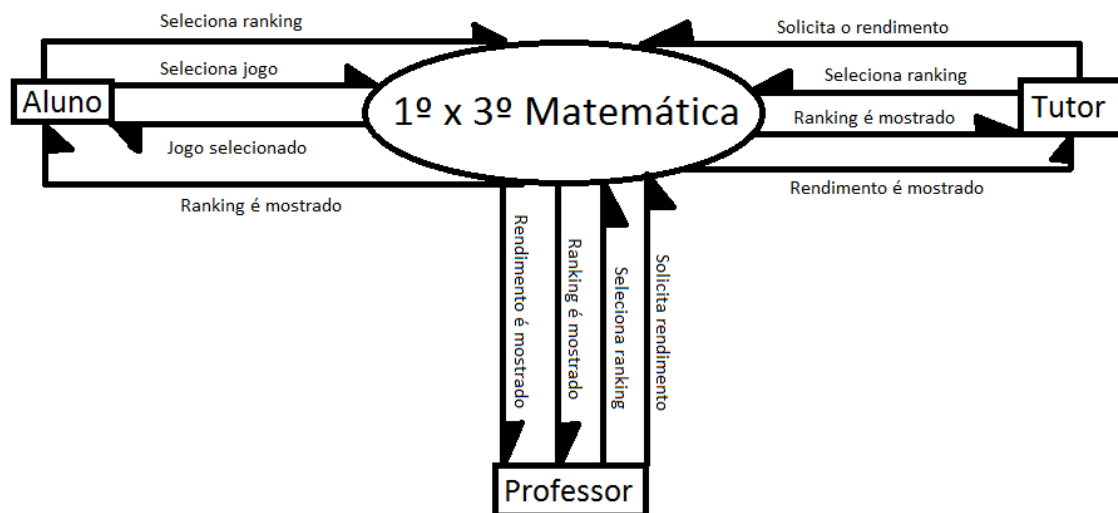 Seleciona ranking
Solicita o rendimento
Seleciona jogo
Seleciona ranking
Aluno
1º x 3º Matemática
Tutor
Ranking é mostrado
Jogo selecionado
Ranking é mostrado
Rendimento é mostrado
Rendimento é mostrado
Ranking é mostrado
Seleciona ranking
Solicita rendimento
Professor